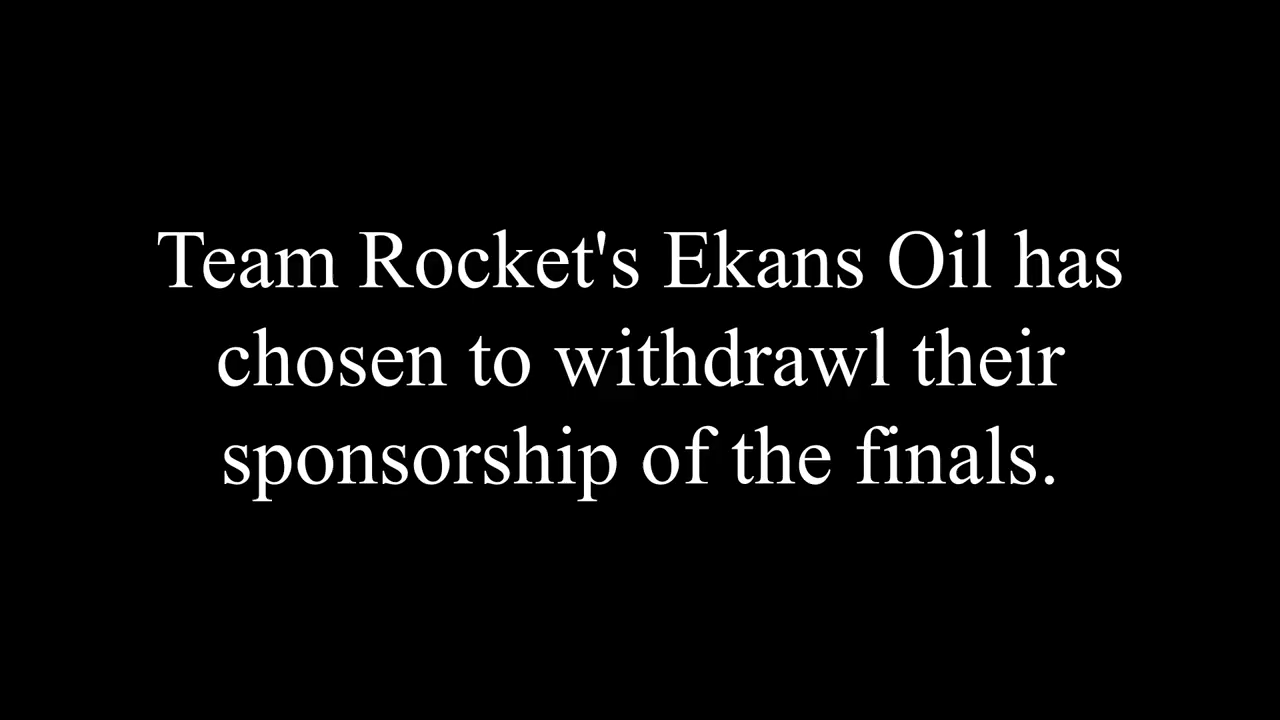 Team Rocket's Ekans Oil has
chosen to withdrawl their
sponsorship of the finals.